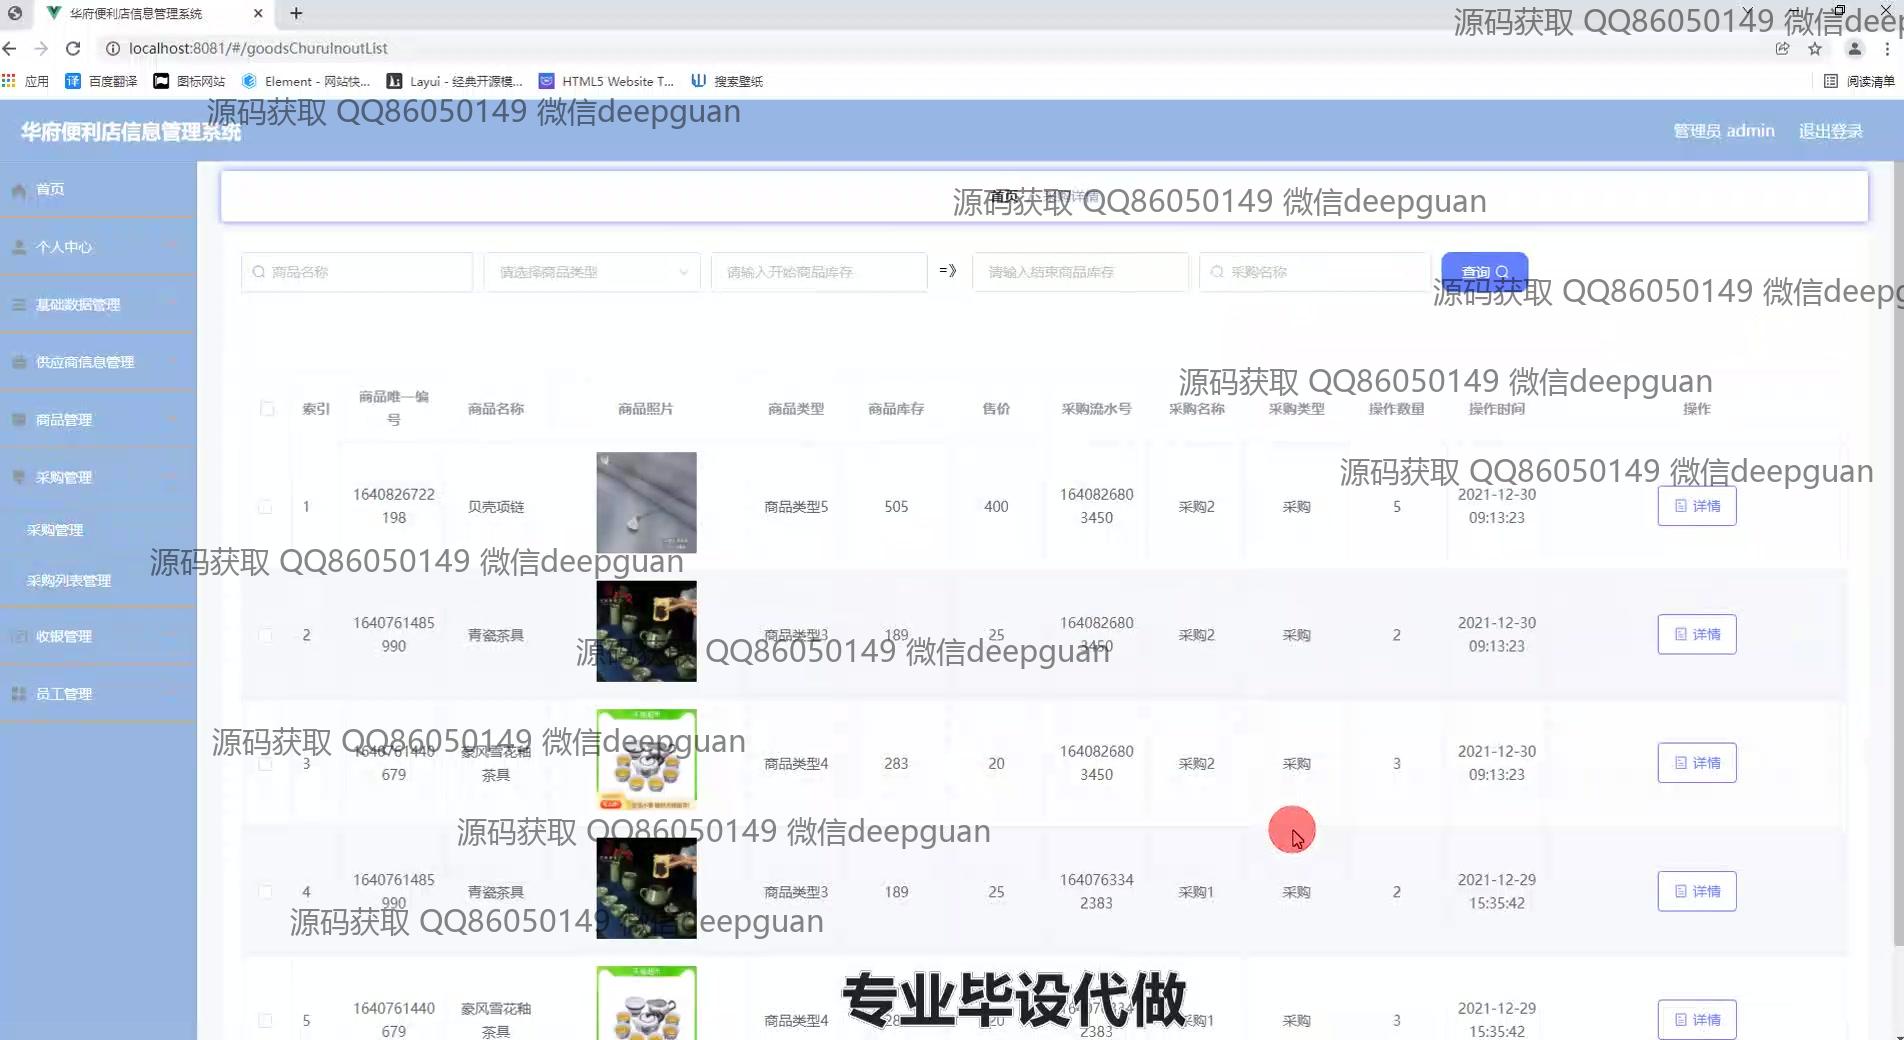 华府便利店信息管理系统
localhost:8081/#/goodsChuruInoutList
应用 百度翻译 图标网站 Element - 网站快... Layui - 经典开源模... HTML5 Website T... 搜索壁纸 阅读清单
源码获取 QQ86050149 微信deep
源码获取 QQ86050149 微信deepguan
华府便利店信息管理系统
管理员 admin 退出登录
首页
个人中心
基础数据管理
供应商信息管理
商品管理
采购管理
采购管理
采购列表管理
收银管理
员工管理
首页
源码获取 QQ86050149 微信deepguan
商品名称 请选择商品类型 请输入开始商品库存 =》 请输入结束商品库存 采购名称 查询
源码获取 QQ86050149 微信deepg
源码获取 QQ86050149 微信deepguan
索引 商品唯一编号 商品名称 商品照片 商品类型 商品库存 售价 采购流水号 采购名称 采购类型 操作数量 操作时间 操作
源码获取 QQ86050149 微信deepguan
1 1640826722198 贝壳项链 商品类型5 505 400 1640826803450 采购2 采购 5 2021-12-30 09:13:23 详情
源码获取 QQ86050149 微信deepguan
2 1640761485990 青瓷茶具 商品类型3 189 25 1640826803450 采购2 采购 2 2021-12-30 09:13:23 详情
源码获取 QQ86050149 微信deepguan
源码获取 QQ86050149 微信deepguan
3 1640761440679 豪风雪花釉茶具 商品类型4 283 20 1640826803450 采购2 采购 3 2021-12-30 09:13:23 详情
源码获取 QQ86050149 微信deepguan
4 1640761485990 青瓷茶具 商品类型3 189 25 1640763342383 采购1 采购 2 2021-12-29 15:35:42 详情
源码获取 QQ86050149 微信deepguan
5 1640761440679 豪风雪花釉茶具 商品类型4 20 2383 采购1 采购 3 2021-12-29 15:35:42 详情
专业毕设代做